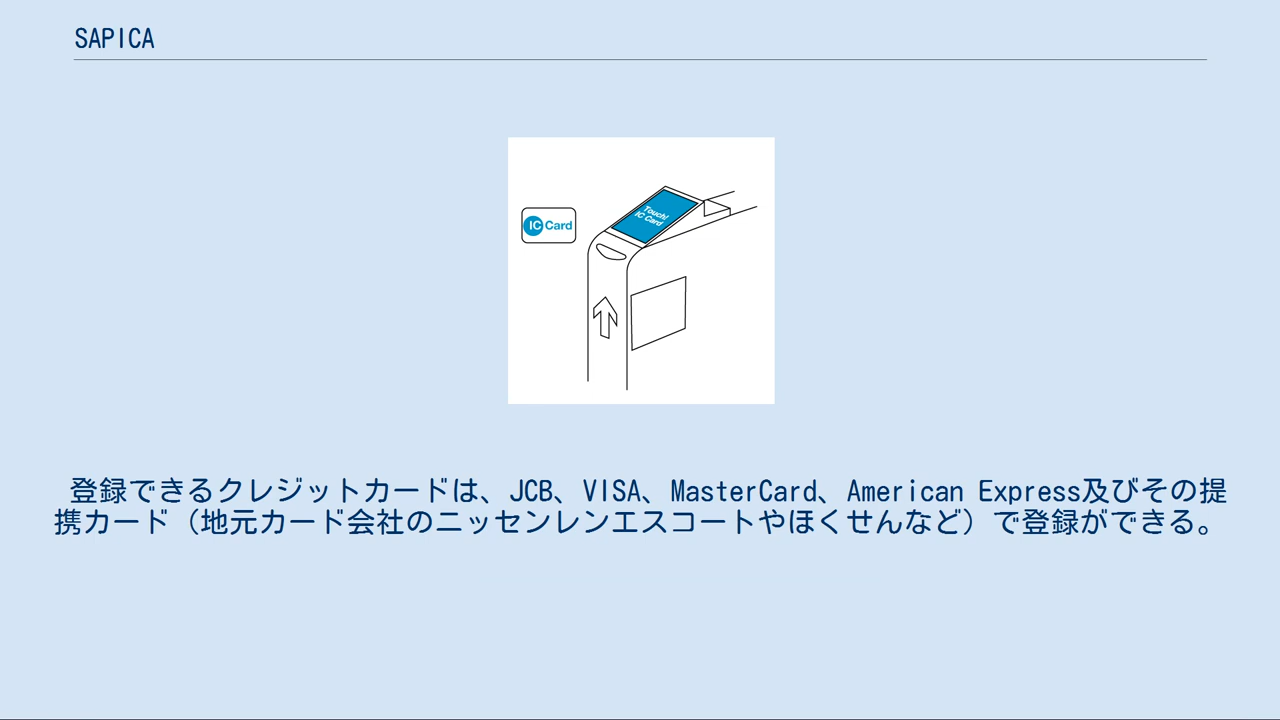 SAPICA
Touch!
IC Card
IC Card
登録できるクレジットカードは、JCB、VISA、MasterCard、American Express及びその提
携カード（地元カード会社のニッセンレンエスコートやほくせんなど）で登録ができる。